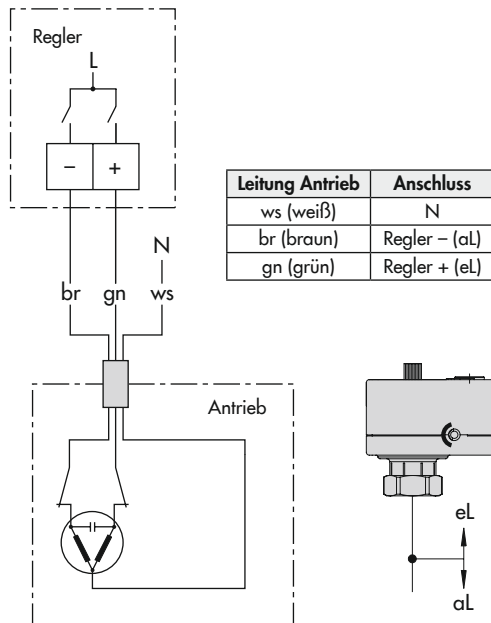 Regler
L
− +
Leitung Antrieb Anschluss
ws (weiß) N
br (braun) Regler – (aL)
gn (grün) Regler + (eL)
N
br gn ws
Antrieb
eL
aL